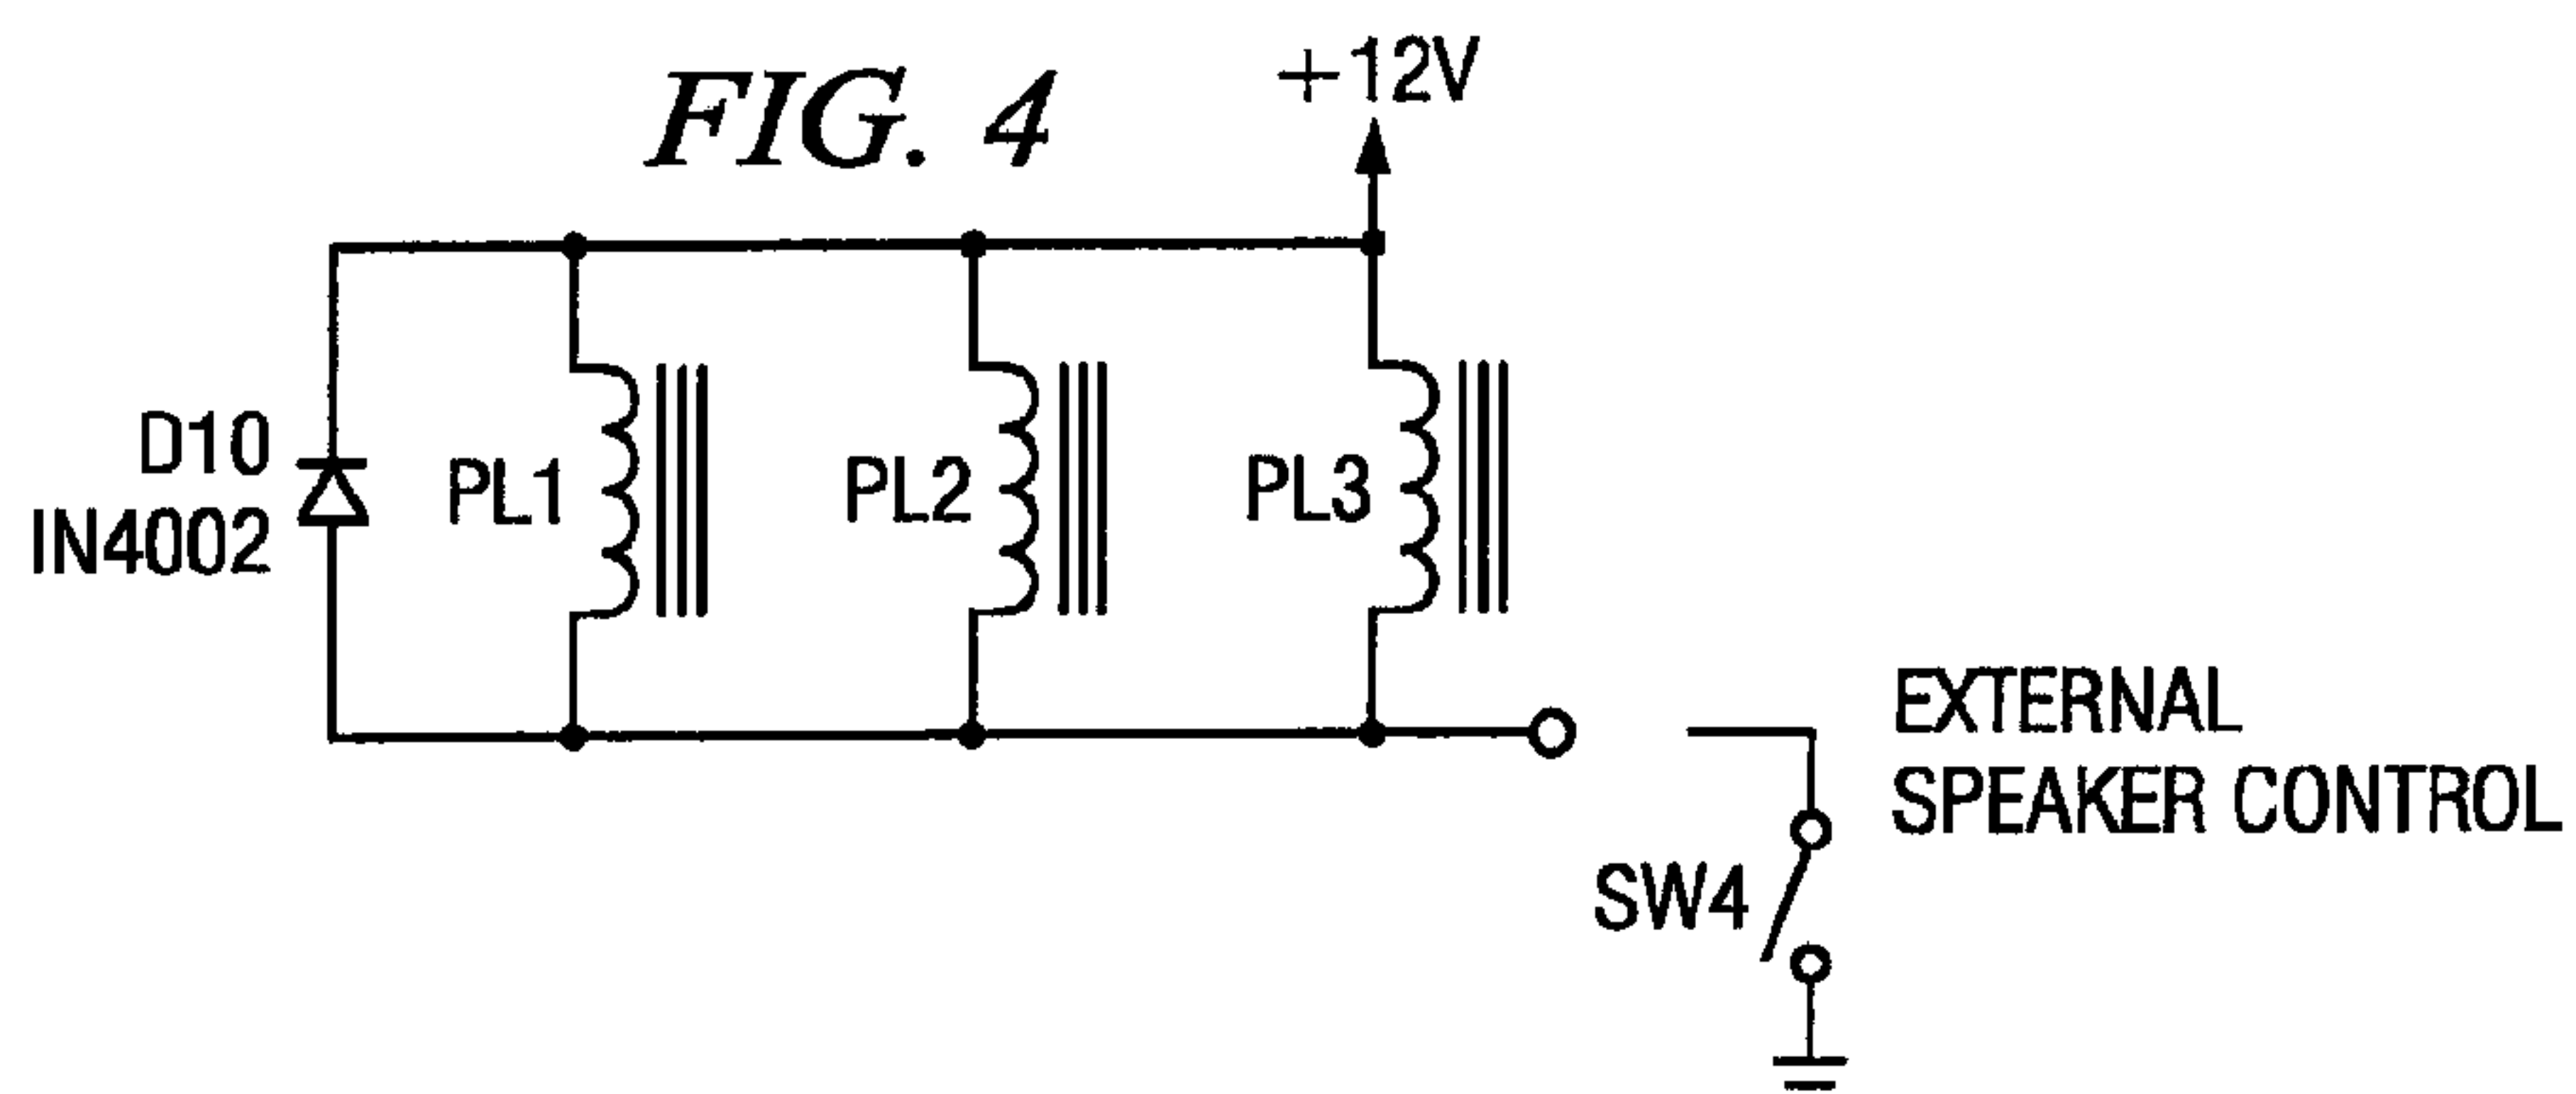 FIG. 4
+12V
D10
IN4002
PL1
PL2
PL3
EXTERNAL
SPEAKER CONTROL
SW4